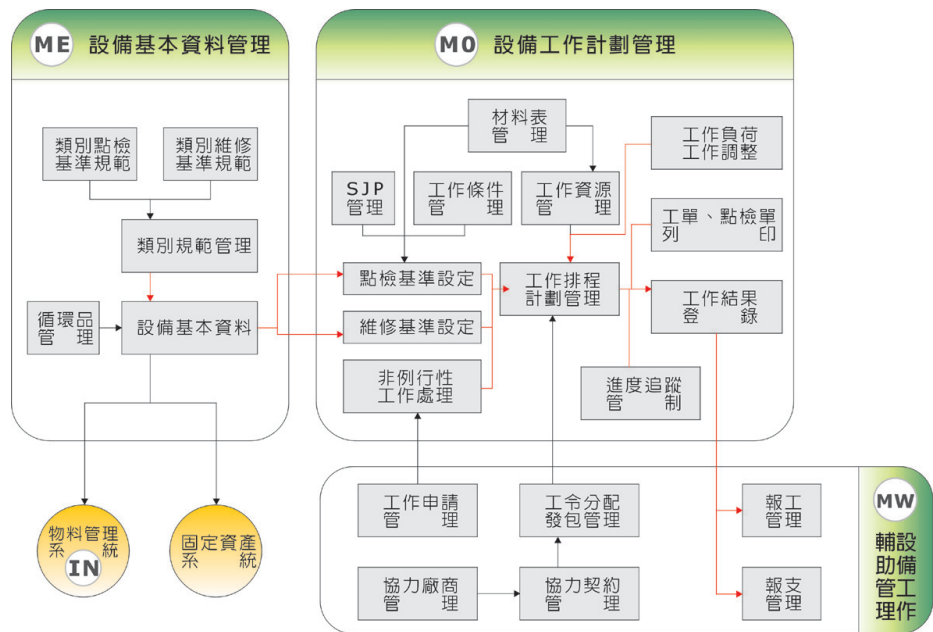 ME 設備基本資料管理
類別點檢
基準規範
類別維修
基準規範
類別規範管理
循環品
管理
設備基本資料
物料管理
系統
IN
固定資產
系統
MO 設備工作計劃管理
材料表
管理
工作負荷
工作調整
SJP
管理
工作條件
管理
工作資源
管理
工單、點檢單
列印
點檢基準設定
工作排程
計劃管理
工作結果
登錄
維修基準設定
非例行性
工作處理
進度追蹤
管制
MW
設備工作
輔助管理
工作申請
管理
工令分配
發包管理
報工
管理
協力廠商
管理
協力契約
管理
報支
管理